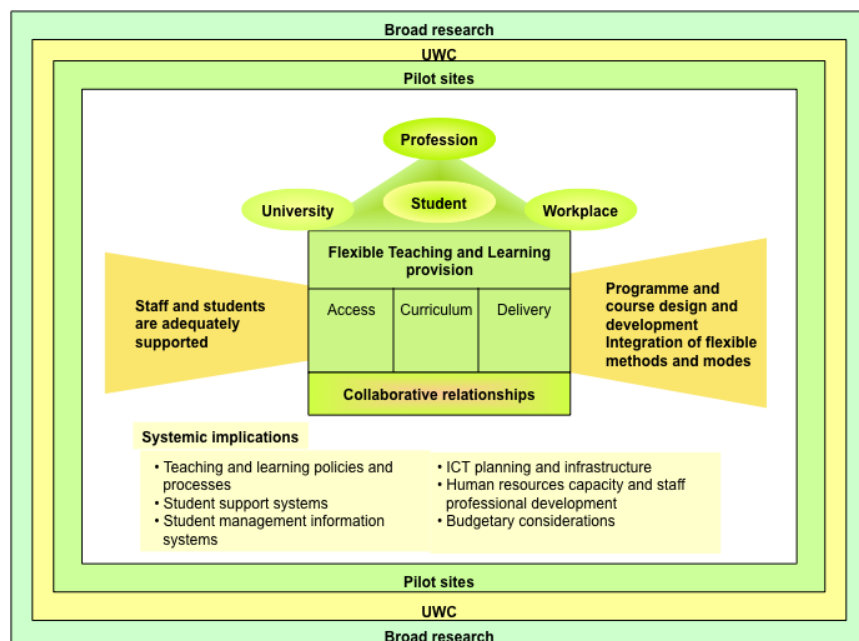 Broad research
UWC
Pilot sites
Profession
Student
University
Workplace
Flexible Teaching and Learning
provision
Access
Curriculum
Delivery
Collaborative relationships
Staff and students
are adequately
supported
Programme and
course design and
development
Integration of flexible
methods and modes
Systemic implications
• Teaching and learning policies and
processes
• Student support systems
• Student management information
systems
• ICT planning and infrastructure
• Human resources capacity and staff
professional development
• Budgetary considerations
Pilot sites
UWC
Broad research